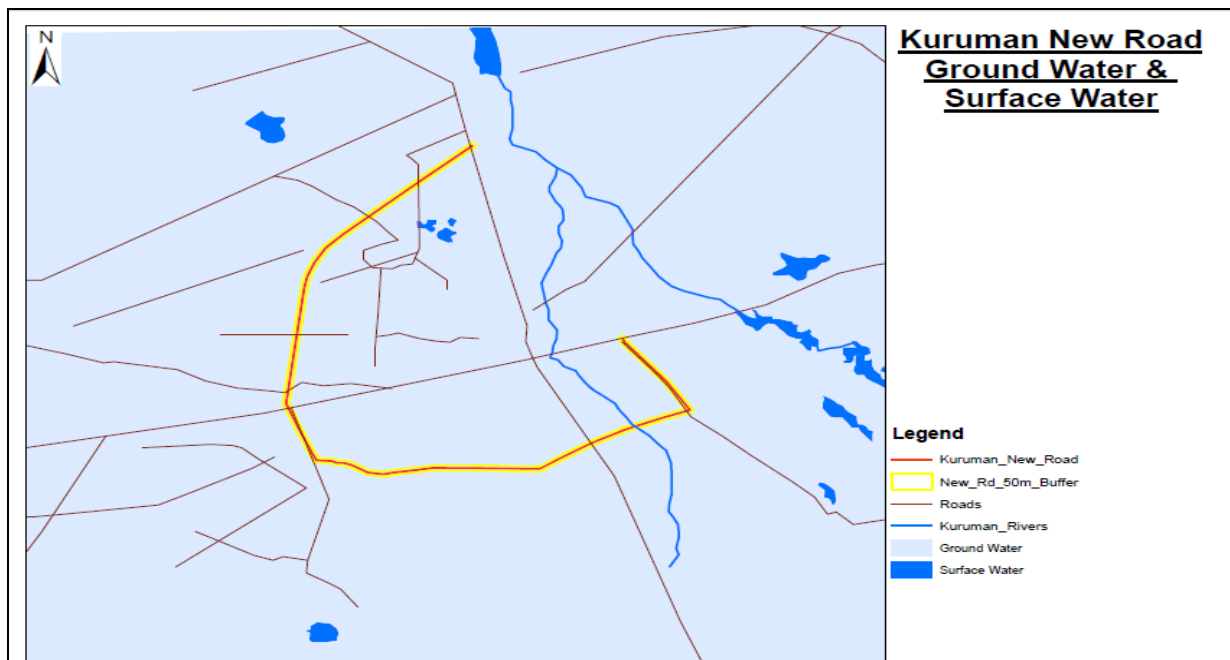 N
Kuruman New Road
Ground Water &
Surface Water
Legend
Kuruman_New_Road
New_Rd_50m_Buffer
Roads
Kuruman_Rivers
Ground Water
Surface Water